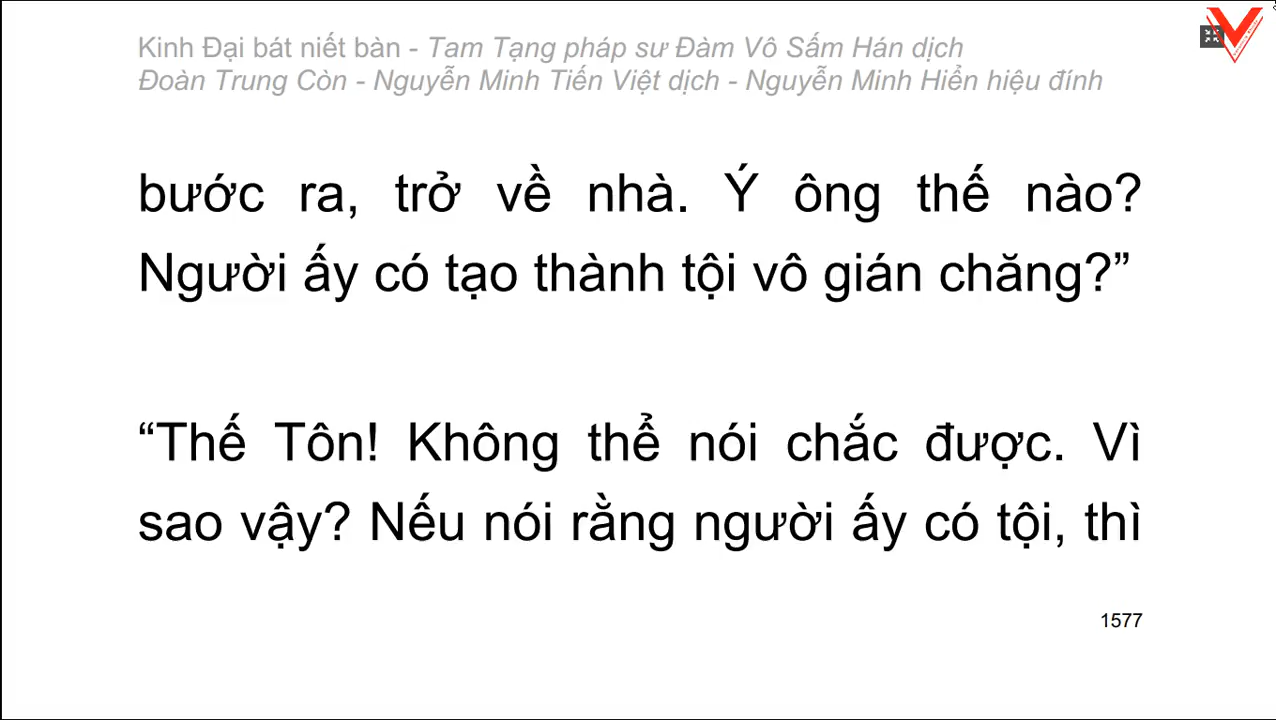 Kinh Đại bát niết bàn - Tam Tạng pháp sư Đàm Vô Sấm Hán dịch
Đoàn Trung Còn - Nguyễn Minh Tiến Việt dịch - Nguyễn Minh Hiển hiệu đính
bước ra, trở về nhà. Ý ông thế nào?
Người ấy có tạo thành tội vô gián chăng?”
“Thế Tôn! Không thể nói chắc được. Vì
sao vậy? Nếu nói rằng người ấy có tội, thì
1577